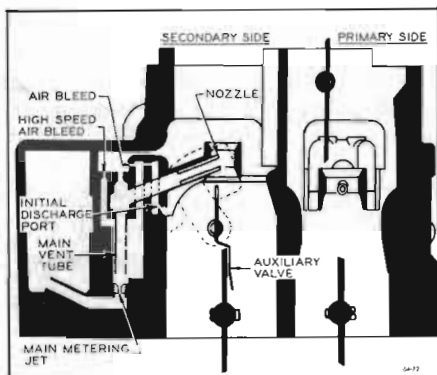 SECONDARY SIDE
PRIMARY SIDE
AIR BLEED
NOZZLE
HIGH SPEED
AIR BLEED
INITIAL
DISCHARGE
PORT
MAIN
VENT
TUBE
AUXILIARY
VALVE
MAIN METERING
JET